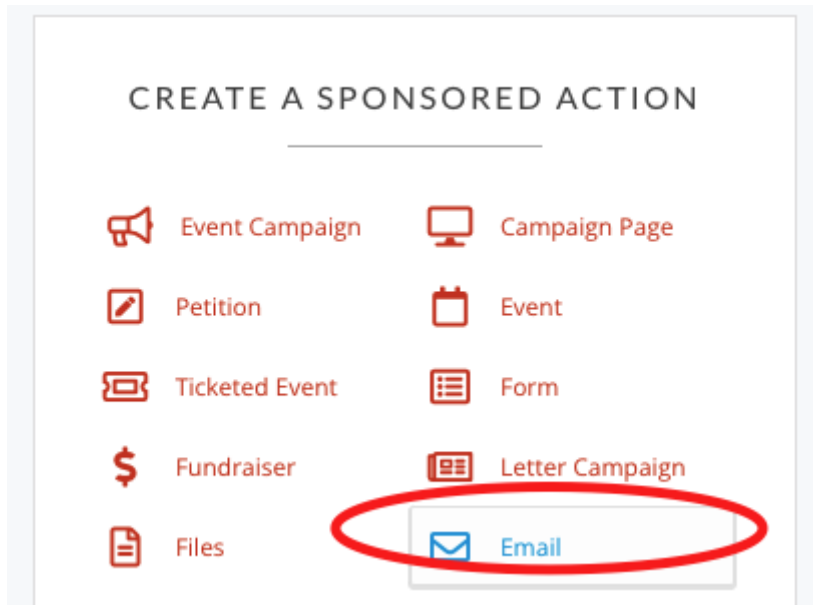 CREATE A SPONSORED ACTION
Event Campaign
Campaign Page
Petition
Event
Ticketed Event
Form
Fundraiser
Letter Campaign
Files
Email